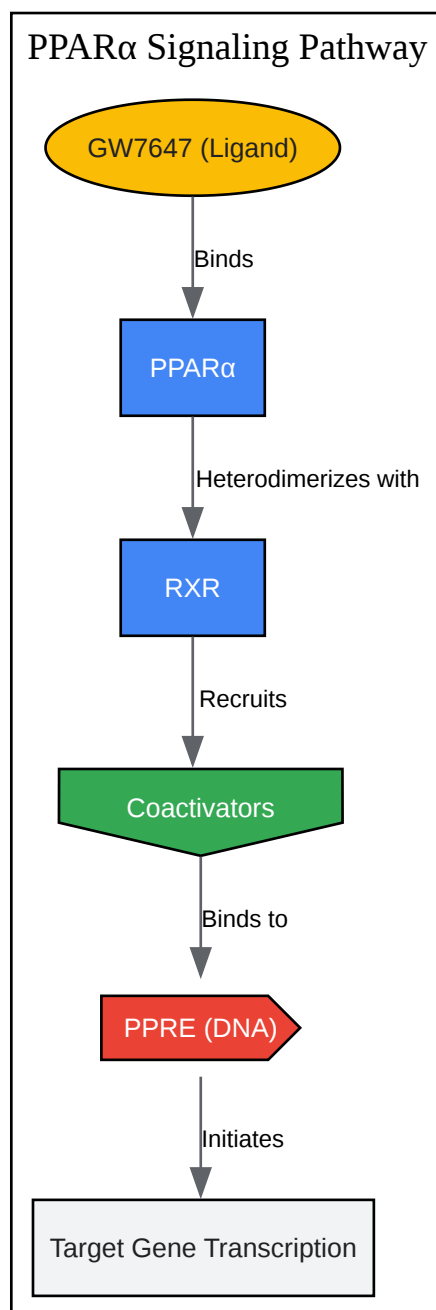 PPARα Signaling Pathway
GW7647 (Ligand)
Binds
PPARα
Heterodimerizes with
RXR
Recruits
Coactivators
Binds to
PPRE (DNA)
Initiates
Target Gene Transcription